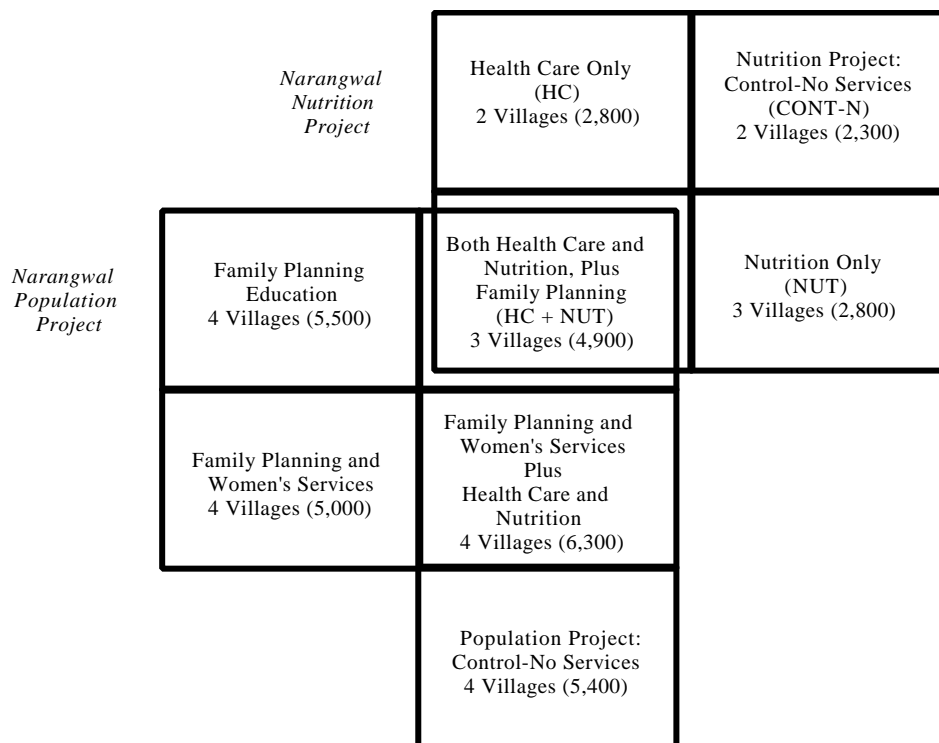 Narangwal
Nutrition
Project
Health Care Only
(HC)
2 Villages (2,800)
Nutrition Project:
Control-No Services
(CONT-N)
2 Villages (2,300)
Narangwal
Population
Project
Family Planning
Education
4 Villages (5,500)
Both Health Care and
Nutrition, Plus
Family Planning
(HC + NUT)
3 Villages (4,900)
Nutrition Only
(NUT)
3 Villages (2,800)
Family Planning and
Women's Services
4 Villages (5,000)
Family Planning and
Women's Services
Plus
Health Care and
Nutrition
4 Villages (6,300)
Population Project:
Control-No Services
4 Villages (5,400)